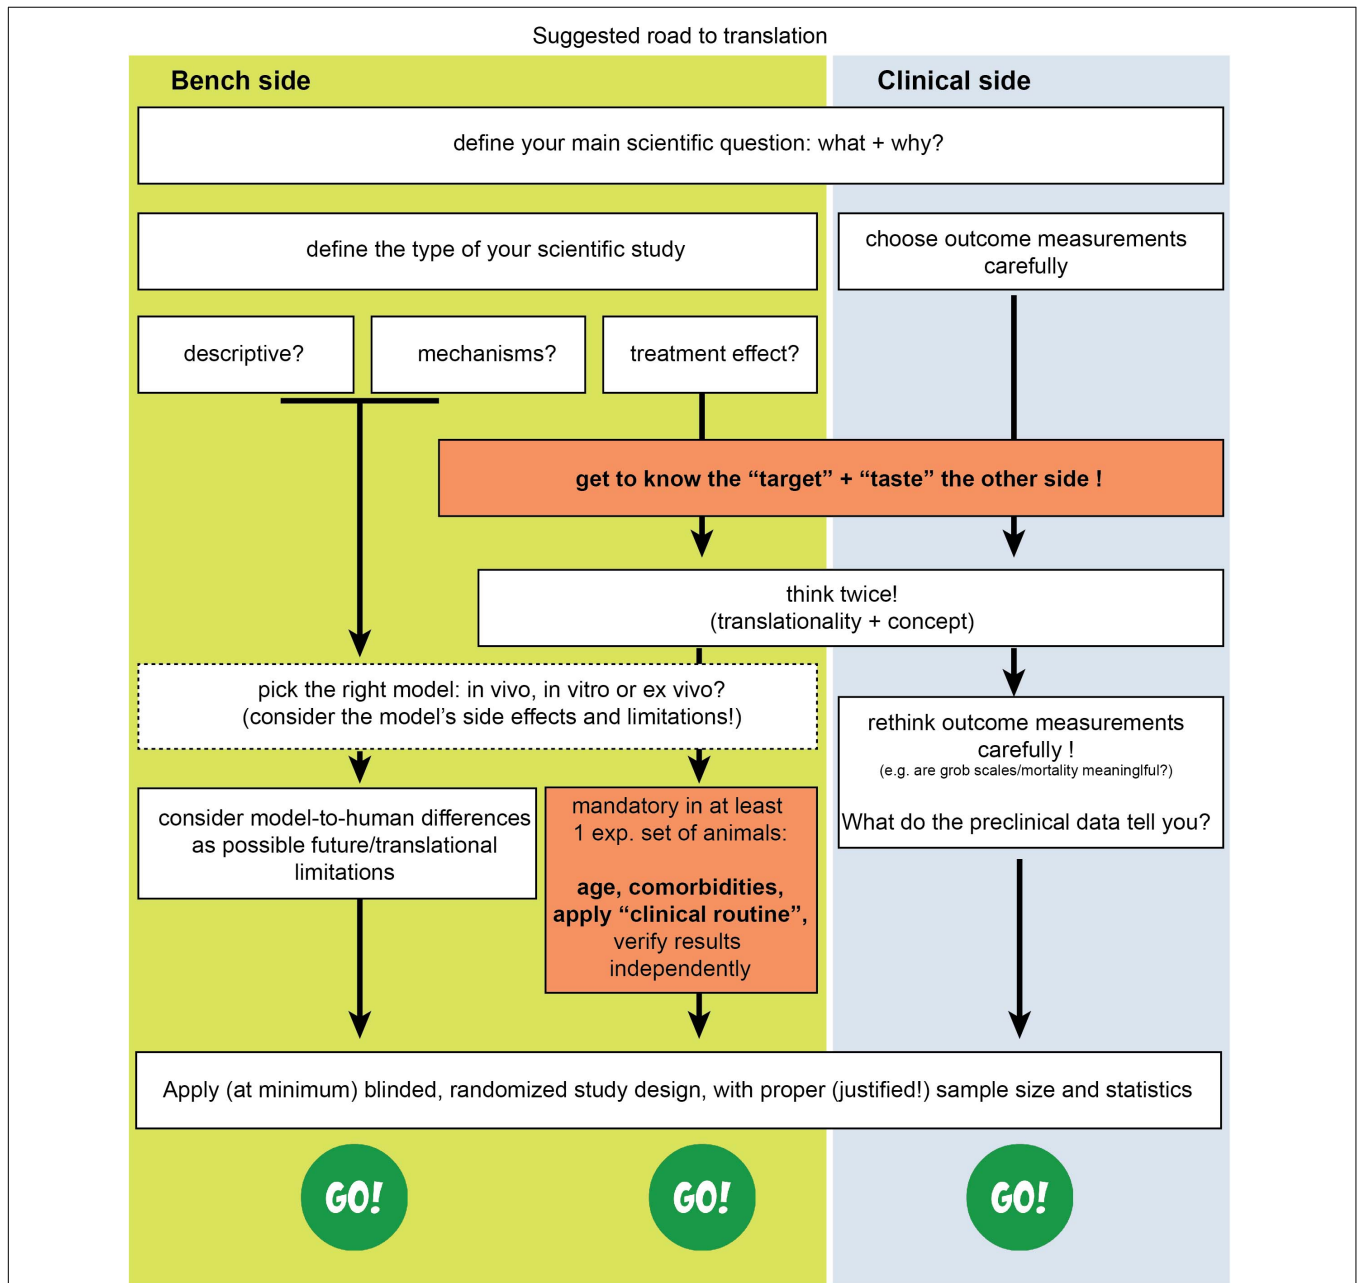 Suggested road to translation
Bench side
Clinical side
define your main scientific question: what + why?
define the type of your scientific study
choose outcome measurements
carefully
descriptive?
mechanisms?
treatment effect?
get to know the “target” + “taste” the other side !
think twice!
(translationality + concept)
pick the right model: in vivo, in vitro or ex vivo?
(consider the model’s side effects and limitations!)
rethink outcome measurements
carefully !
(e.g. are grob scales/mortality meaninglful?)
What do the preclinical data tell you?
consider model-to-human differences
as possible future/translational
limitations
mandatory in at least
1 exp. set of animals:
age, comorbidities,
apply “clinical routine”,
verify results
independently
Apply (at minimum) blinded, randomized study design, with proper (justified!) sample size and statistics
GO!
GO!
GO!